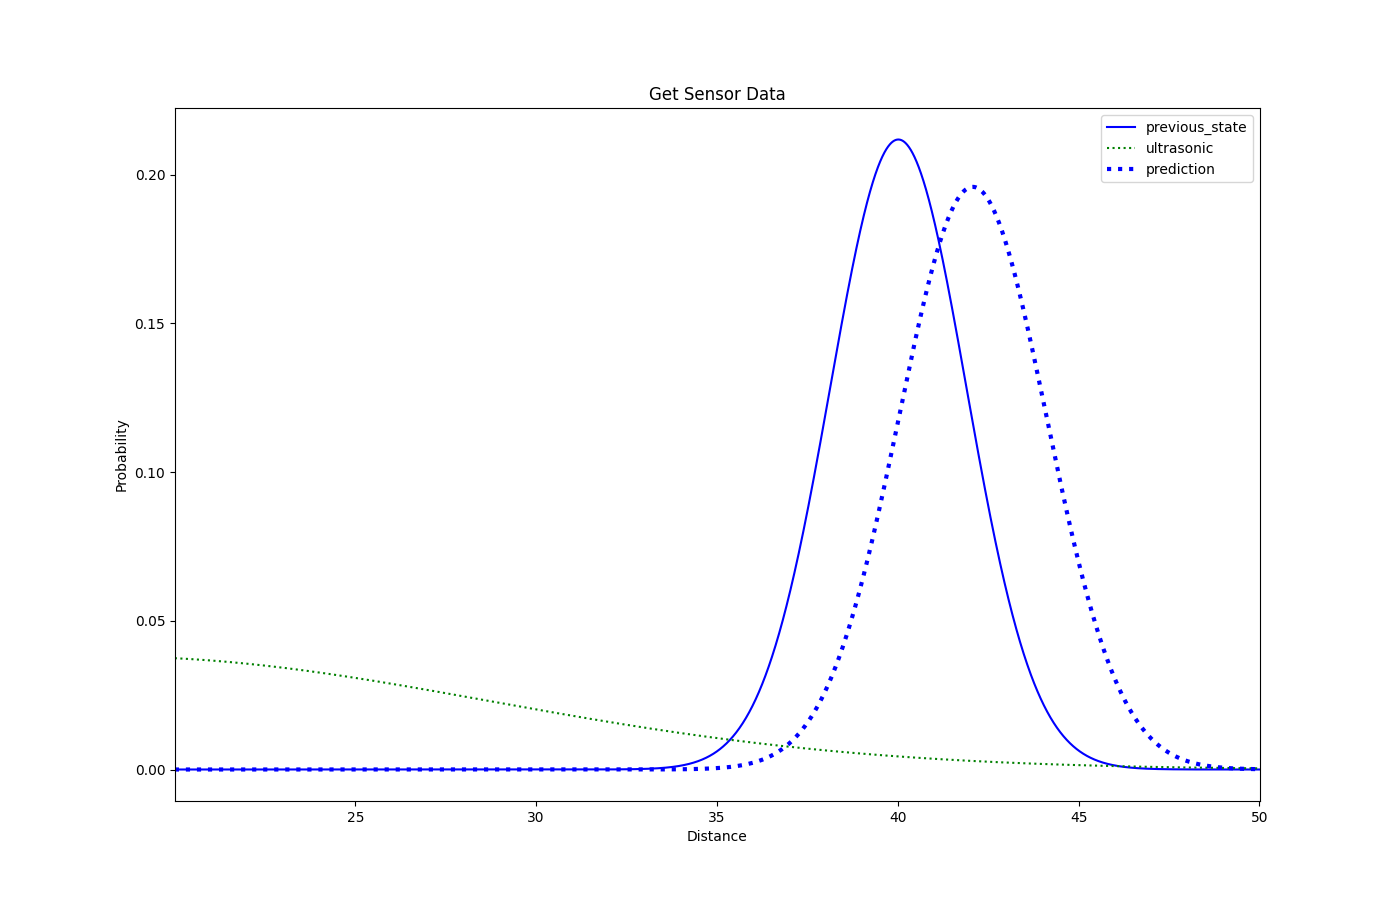 Get Sensor Data
previous_state
ultrasonic
prediction
0.20
0.15
0.10
0.05
0.00
Probability
25 30 35 40 45 50
Distance